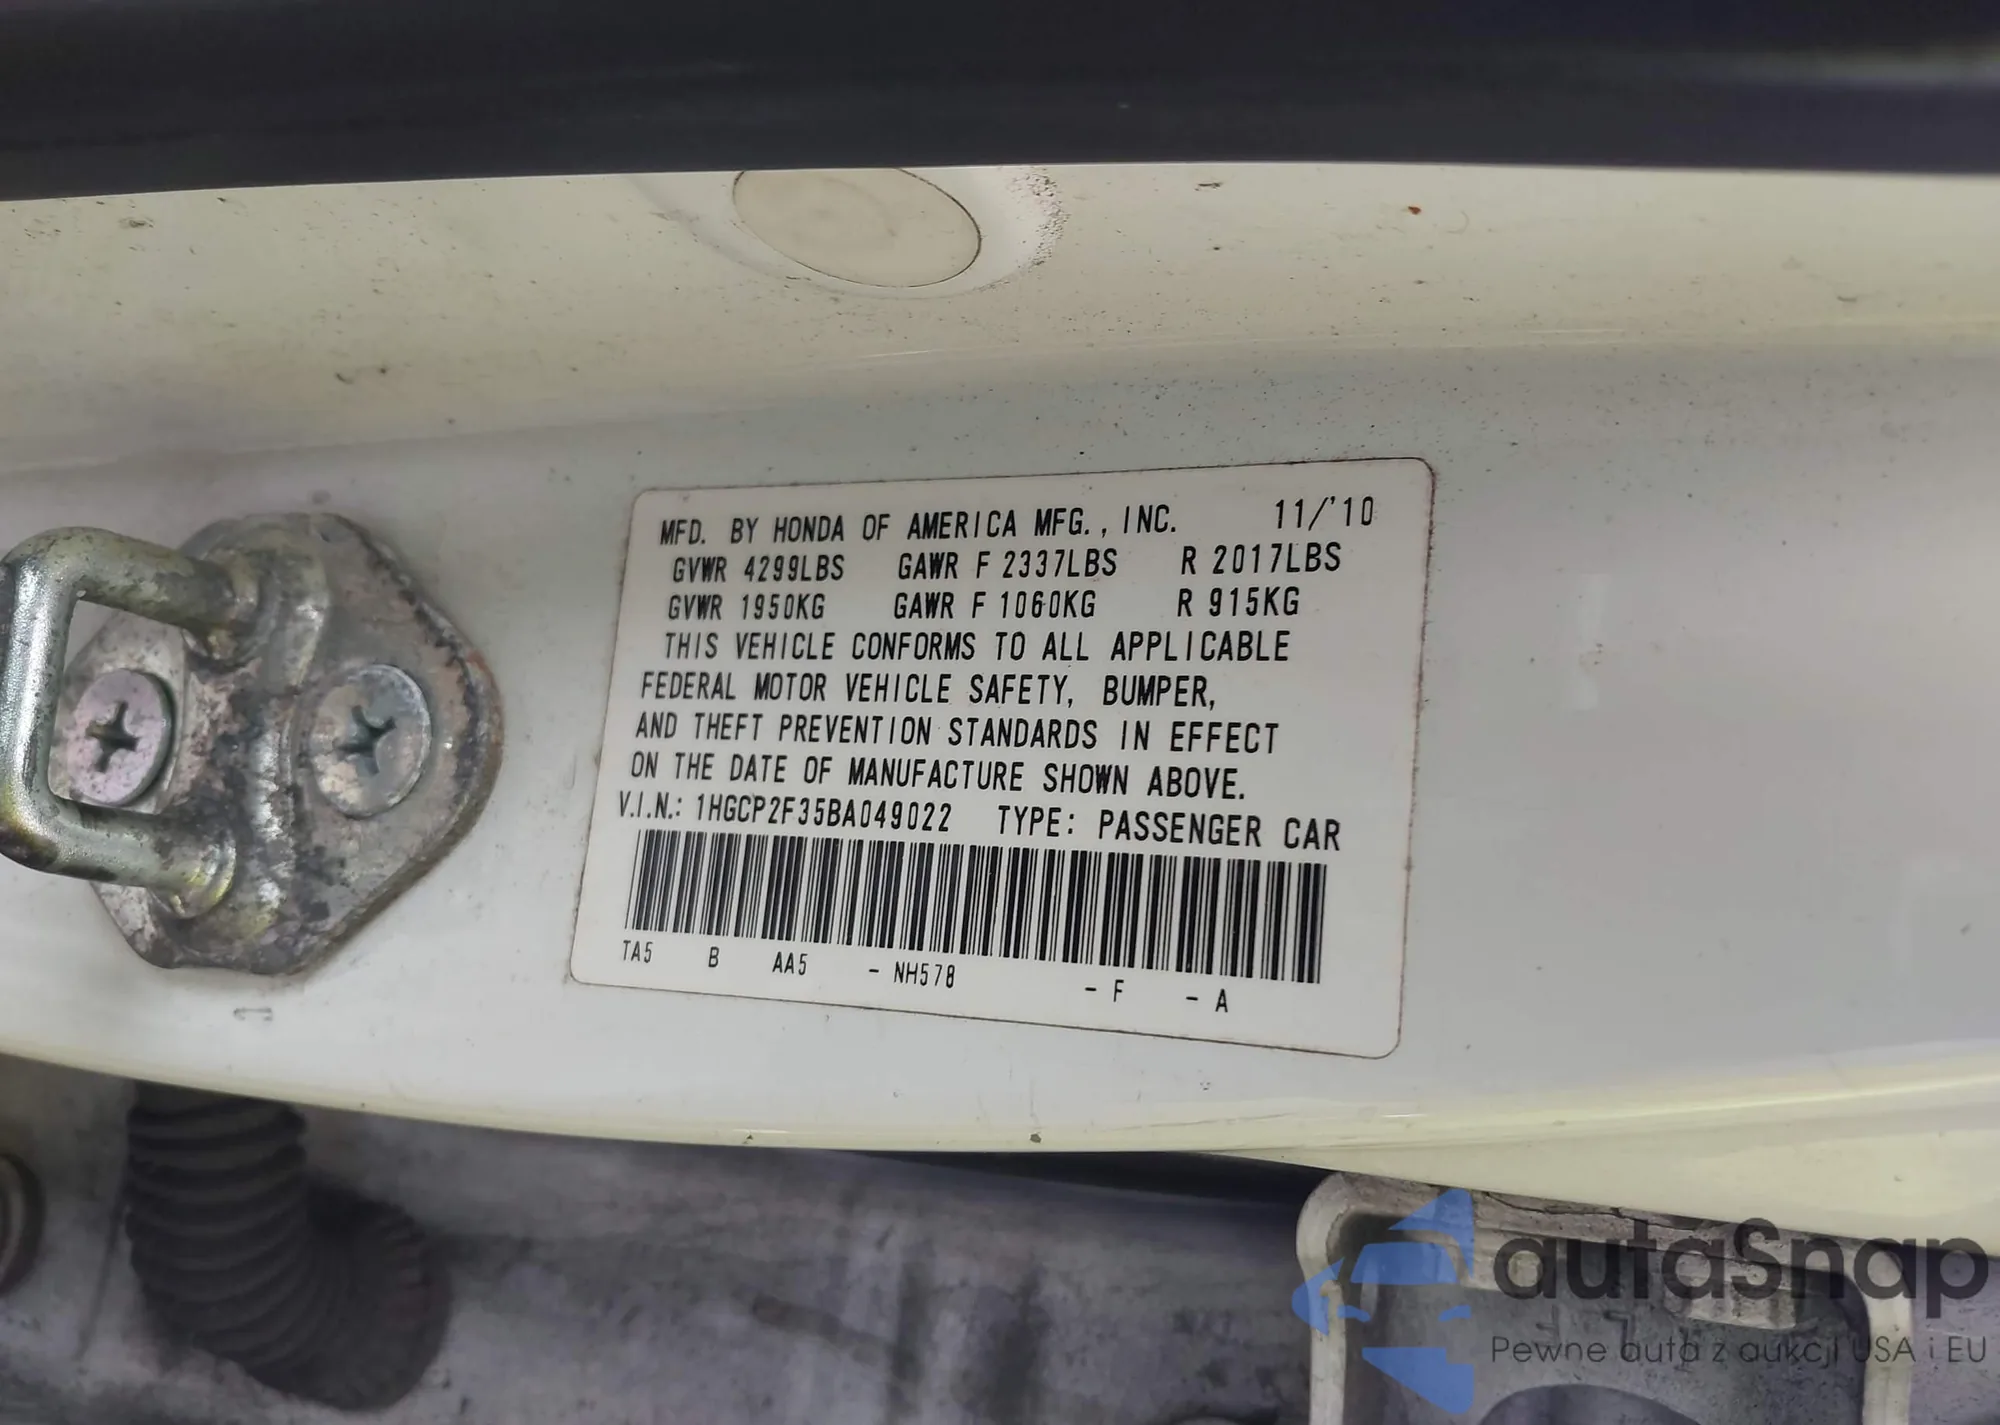 MFD. BY HONDA OF AMERICA MFG., INC. 11/'10
GVWR 4299LBS GAWR F 2337LBS R 2017LBS
GVWR 1950KG GAWR F 1060KG R 915KG
THIS VEHICLE CONFORMS TO ALL APPLICABLE
FEDERAL MOTOR VEHICLE SAFETY, BUMPER,
AND THEFT PREVENTION STANDARDS IN EFFECT
ON THE DATE OF MANUFACTURE SHOWN ABOVE.
V.I.N.: 1HGCP2F35BA049022 TYPE: PASSENGER CAR
TA5 B AA5 - NH578 - F - A
autaSnap
Pewne auta z aukcji USA i EU